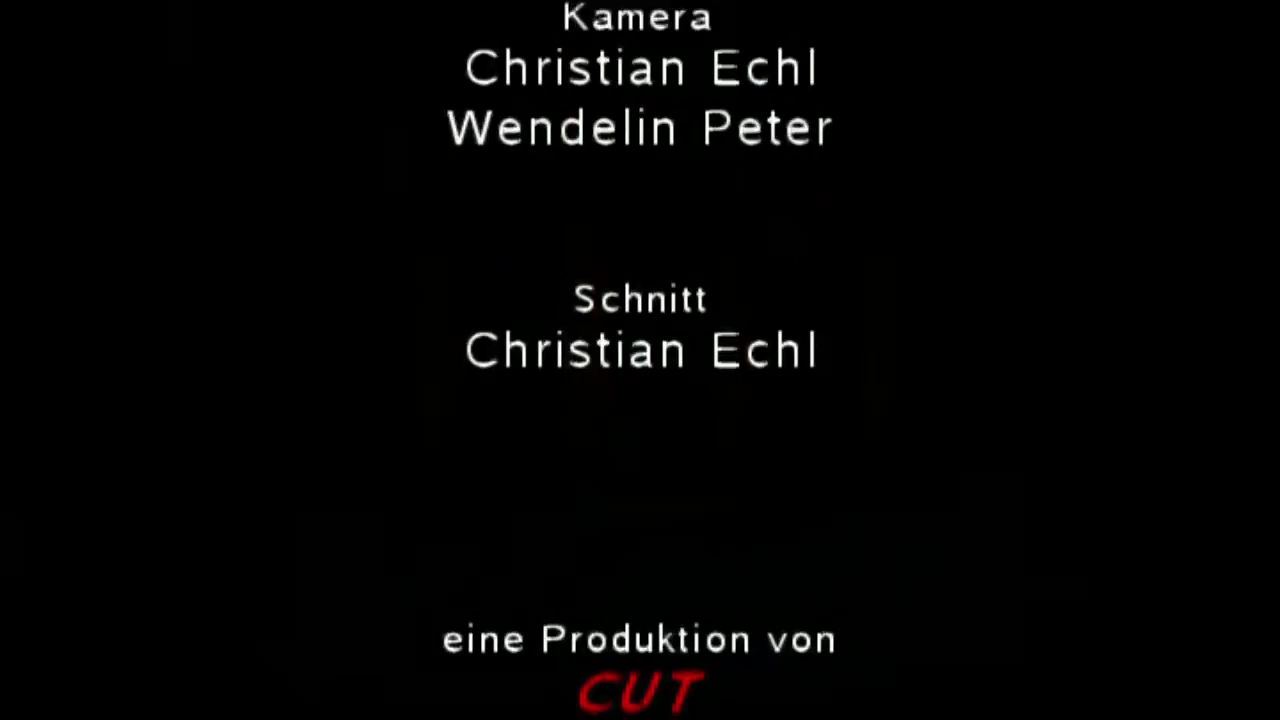 Kamera
Christian Echl
Wendelin Peter
Schnitt
Christian Echl
eine Produktion von
CUT